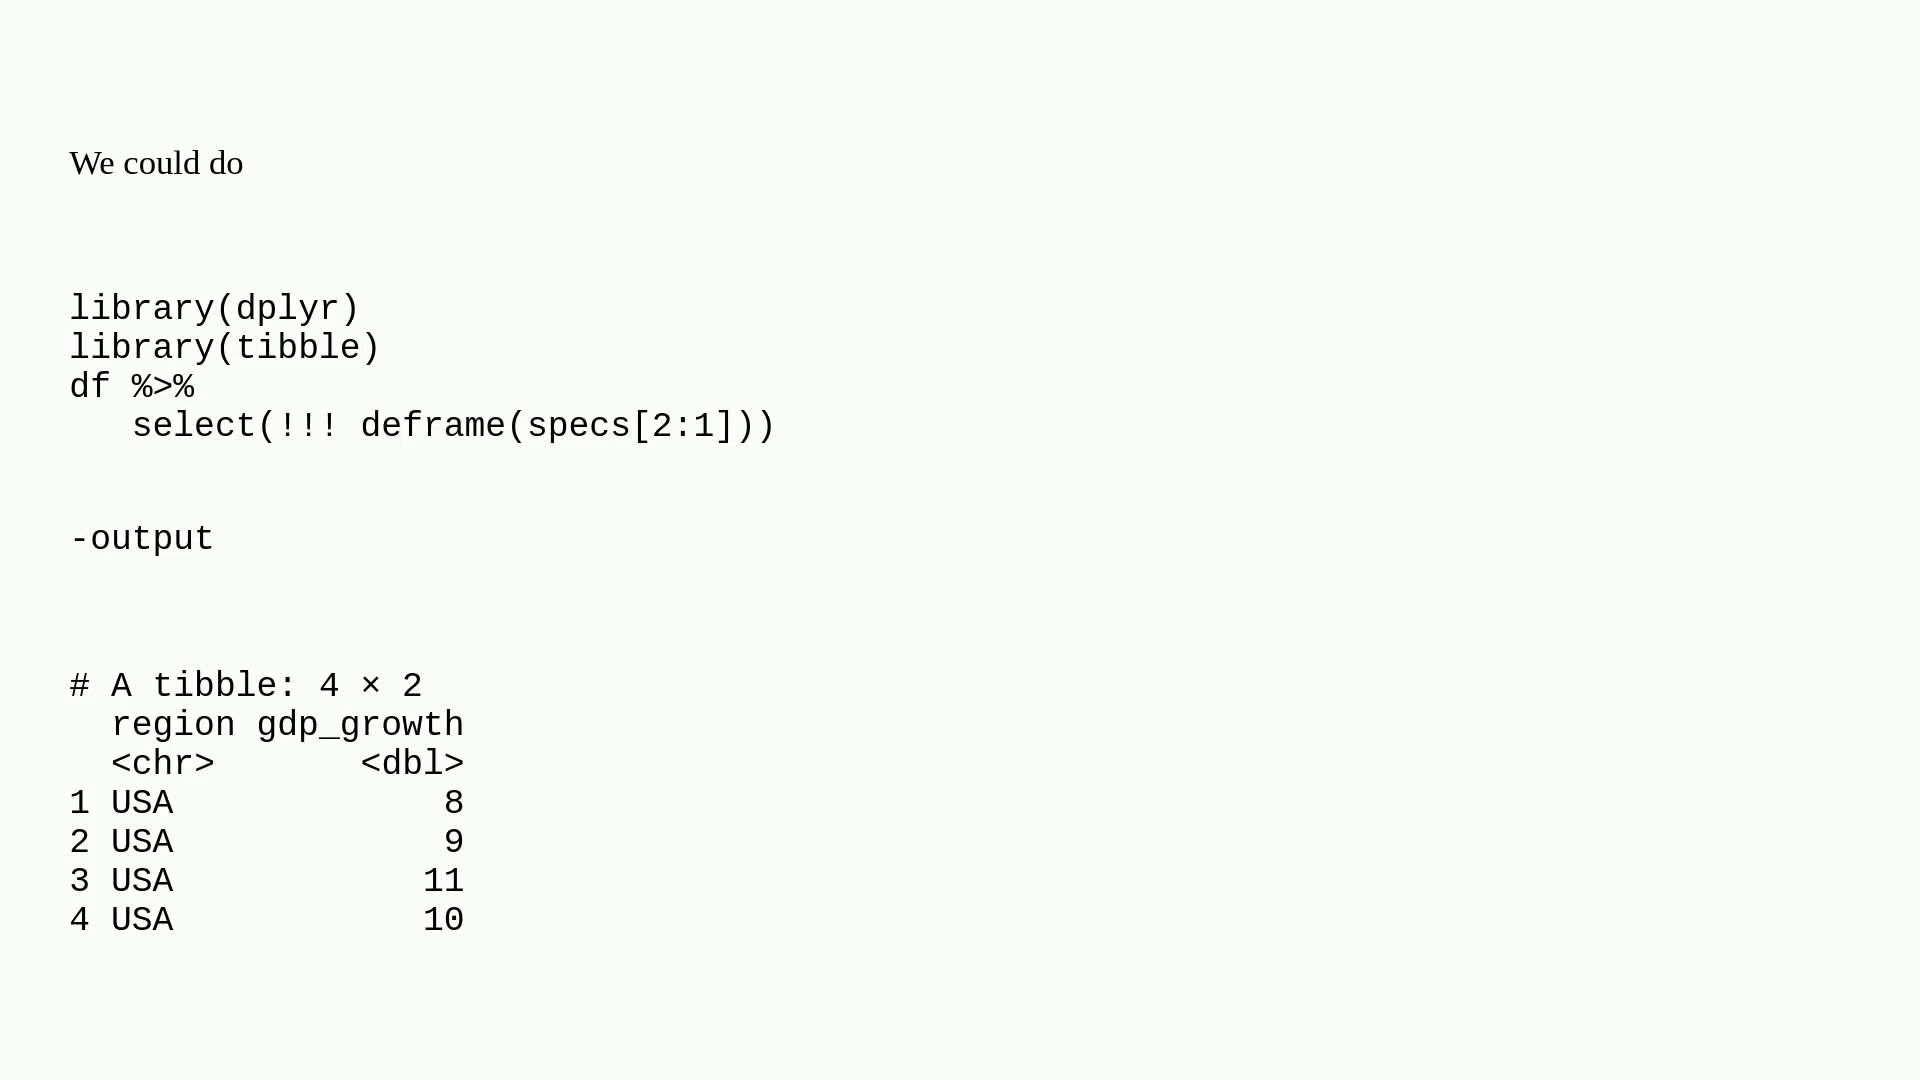 We could do
library(dplyr)
library(tibble)
df %>%
   select(!!! deframe(specs[2:1]))
-output
# A tibble: 4 × 2
  region gdp_growth
  <chr>       <dbl>
1 USA             8
2 USA             9
3 USA            11
4 USA            10